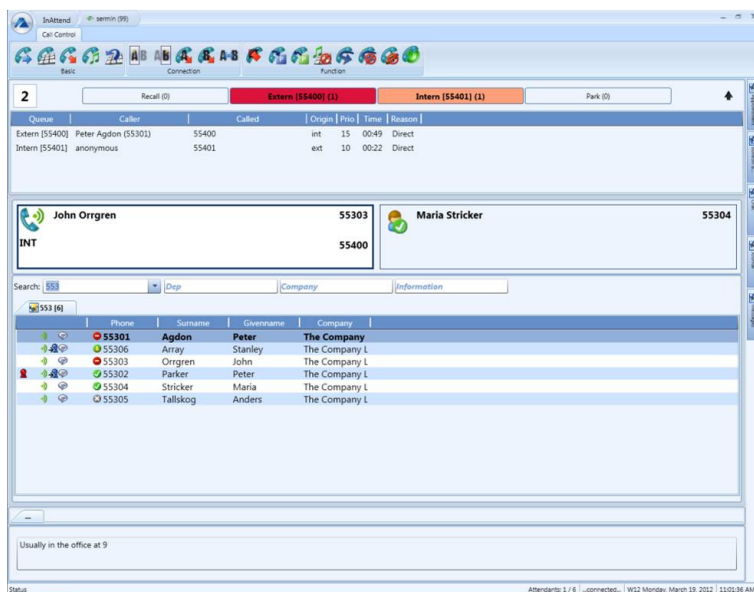 InAttend
sermin (99)
Call Control
Basic
Connection
Function
2
Recall (0)
Extern [55400] (1)
Intern [55401] (1)
Park (0)
Queue Caller Called Origin Prio Time Reason
Extern [55400] Peter Agdon (55301) 55400 int 15 00:49 Direct
Intern [55401] anonymous 55401 ext 10 00:22 Direct
John Orrgren 55303
INT 55400
Maria Stricker 55304
Search: 553 Dep Company Information
553 [6]
Phone Surname Givenname Company
55301 Agdon Peter The Company
55306 Array Stanley The Company L
55303 Orrgren John The Company L
55302 Parker Peter The Company L
55304 Stricker Maria The Company L
55305 Tallskog Anders The Company L
...
Usually in the office at 9
Status
Attendants: 1 / 6 ...connected... W12 Monday, March 19, 2012 11:01:36 AM